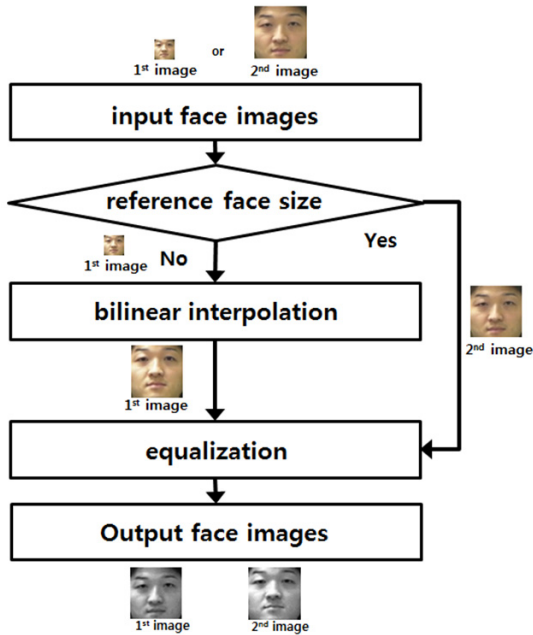 or
1st image
2nd image
input face images
reference face size
Yes
1st image
No
bilinear interpolation
2nd image
1st image
equalization
Output face images
1st image
2nd image